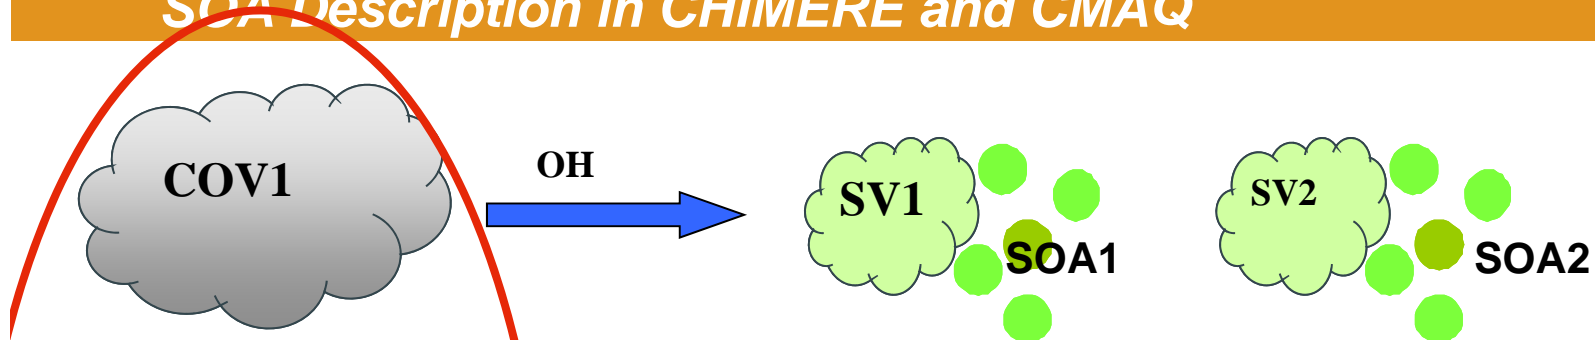 SOA Description in CHIMERE and CMAQ
COV1
OH
SV1
SOA1
SV2
SOA2